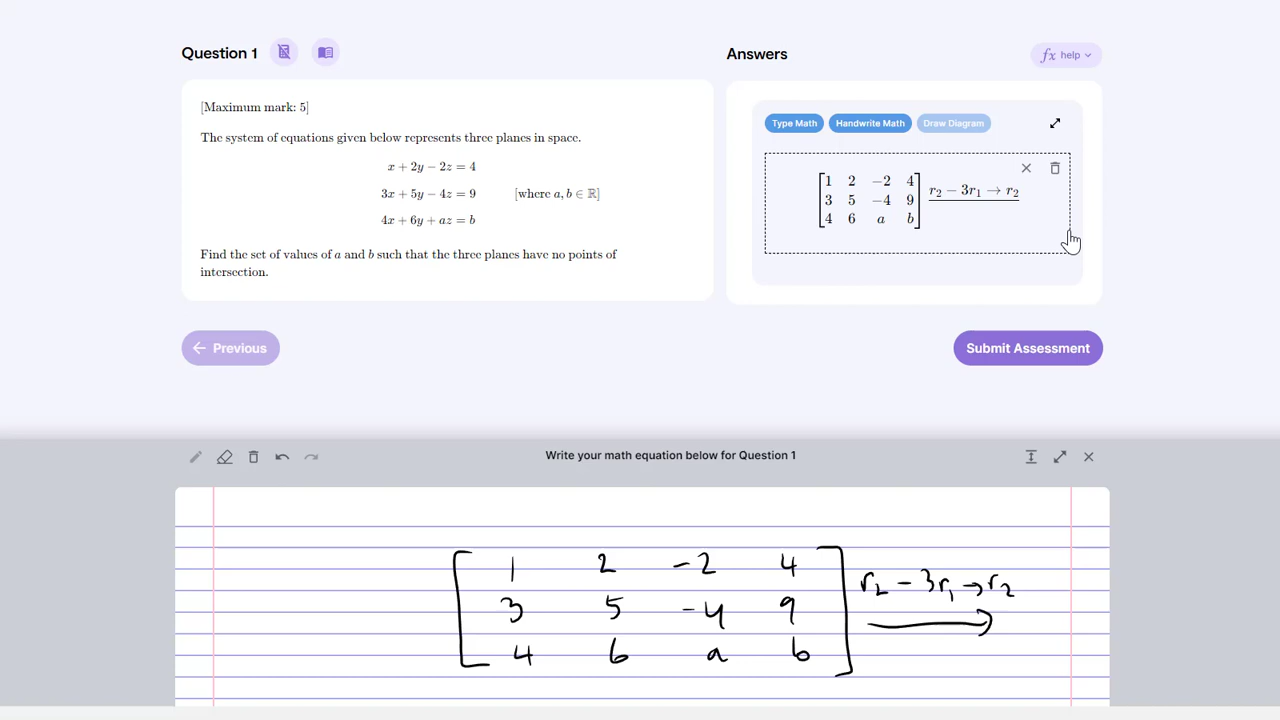 Question 1
[Maximum mark: 5]
The system of equations given below represents three planes in space.
x + 2y − 2z = 4
3x + 5y − 4z = 9 [where a, b ∈ ℝ]
4x + 6y + az = b
Find the set of values of a and b such that the three planes have no points of
intersection.
Answers
fx help
Type Math Handwrite Math Draw Diagram
1 2 −2 4
3 5 −4 9 r₂ − 3r₁ → r₂
4 6 a b
← Previous
Submit Assessment
Write your math equation below for Question 1
1 2 −2 4
3 5 −4 9 r₂ − 3r₁ → r₂
4 6 a b